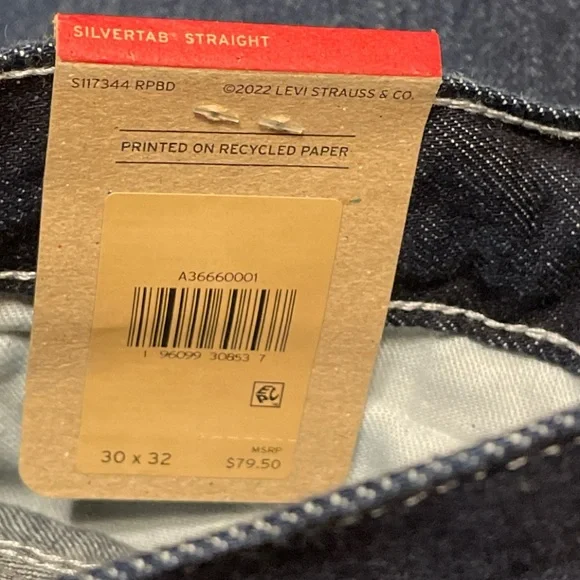 SILVERTAB™ STRAIGHT
S117344 RPBD ©2022 LEVI STRAUSS & CO.
PRINTED ON RECYCLED PAPER
A36660001
1 96099 30853 7
MSRP
30 x 32 $79.50